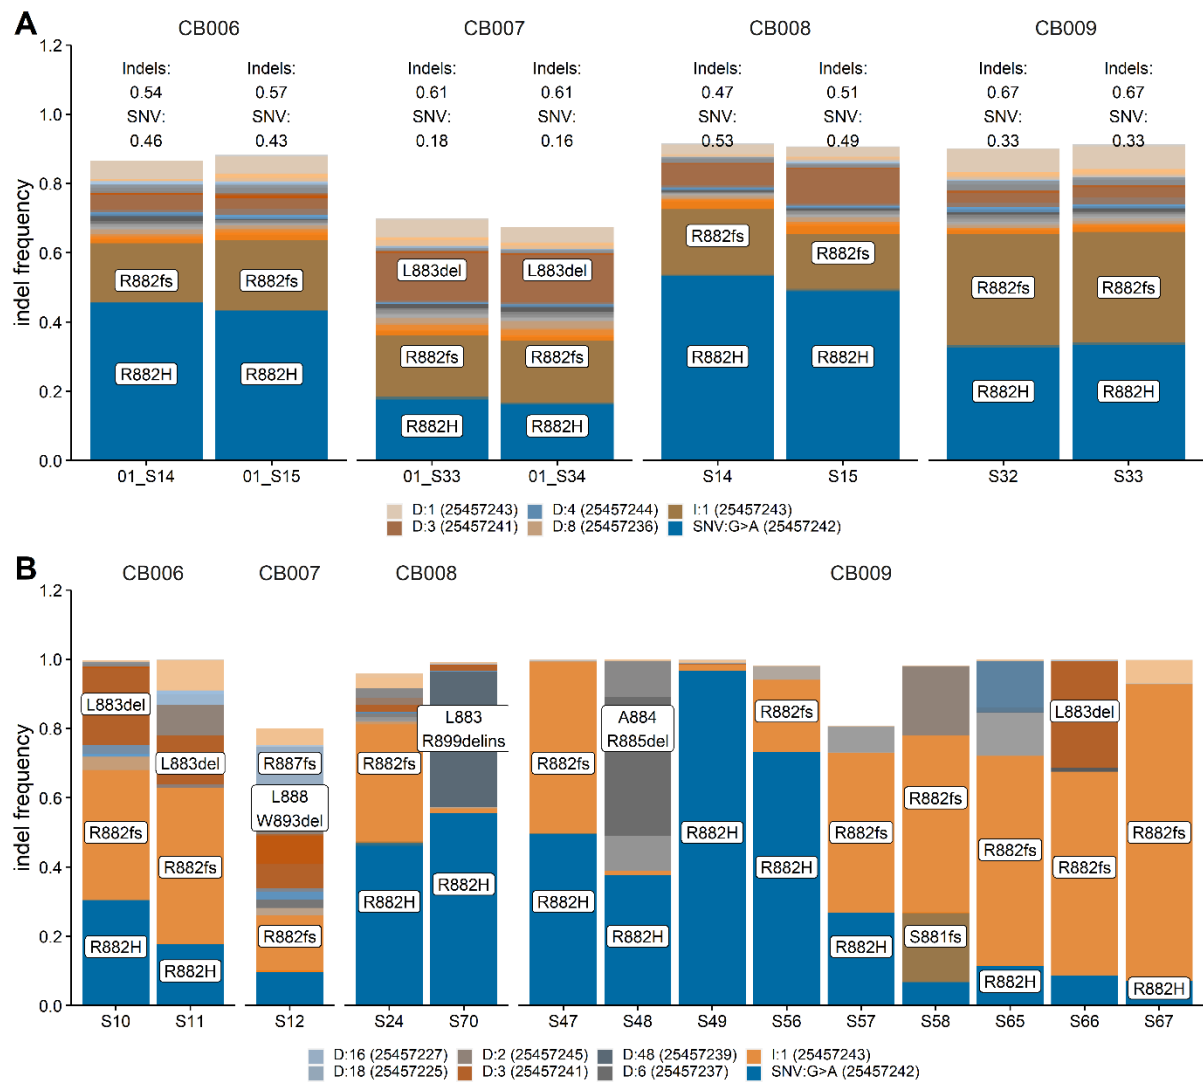 A
CB006 CB007 CB008 CB009
1.2
1.0
0.8
0.6
0.4
0.2
0.0
indel frequency
Indels: Indels: Indels: Indels: Indels: Indels: Indels: Indels:
0.54 0.57 0.61 0.61 0.47 0.51 0.67 0.67
SNV: SNV: SNV: SNV: SNV: SNV: SNV: SNV:
0.46 0.43 0.18 0.16 0.53 0.49 0.33 0.33
R882fs R882fs L883del L883del R882fs R882fs R882fs R882fs
R882fs R882fs
R882H R882H R882H R882H R882H R882H R882H R882H
01_S14 01_S15 01_S33 01_S34 S14 S15 S32 S33
D:1 (25457243) D:4 (25457244) I:1 (25457243)
D:3 (25457241) D:8 (25457236) SNV:G>A (25457242)
B
CB006 CB007 CB008 CB009
1.2
1.0
0.8
0.6
0.4
0.2
0.0
indel frequency
L883del
R882fs
R882H
L883del
R882fs
R882H
R887fs
L888
W893del
R882fs
R882fs
R882H
L883
R899delins
R882H
R882fs
R882H
A884
R885del
R882H
R882H
R882fs
R882H
R882fs
R882H
R882fs
S881fs
R882fs
R882H
L883del
R882fs
R882fs
R882H
S10 S11 S12 S24 S70 S47 S48 S49 S56 S57 S58 S65 S66 S67
D:16 (25457227) D:2 (25457245) D:48 (25457239) I:1 (25457243)
D:18 (25457225) D:3 (25457241) D:6 (25457237) SNV:G>A (25457242)